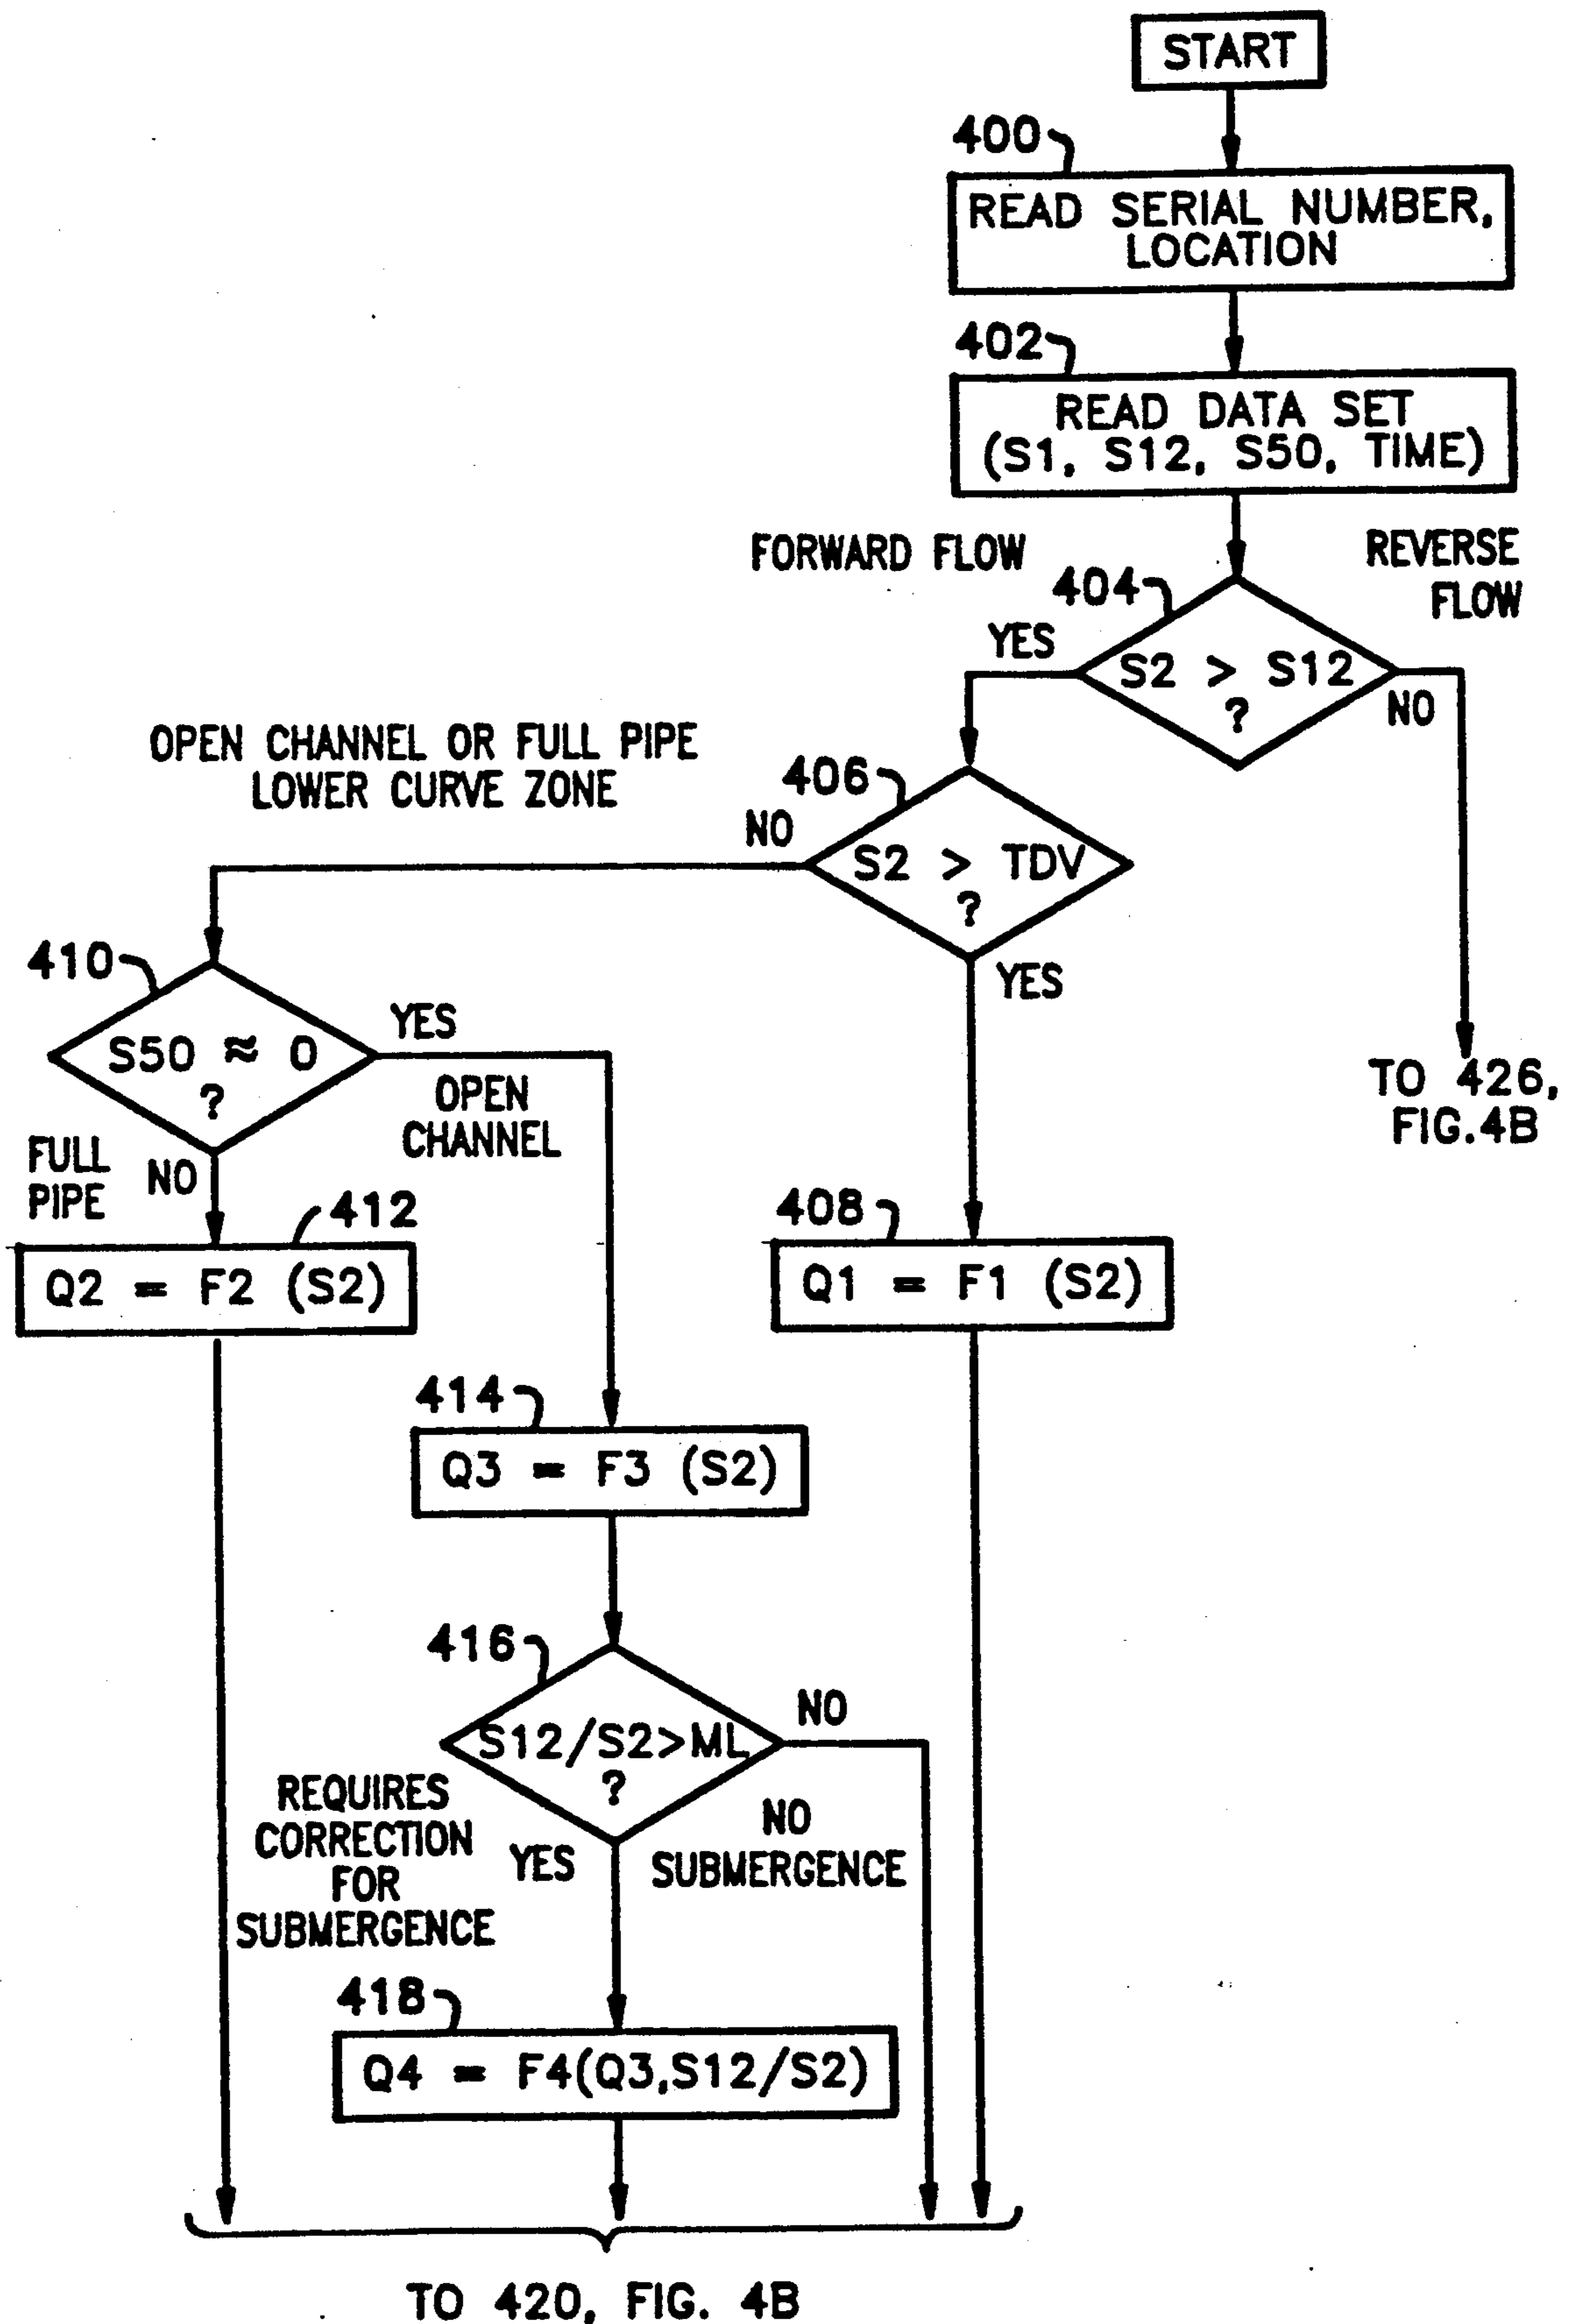 START
400
READ SERIAL NUMBER,
LOCATION
402
READ DATA SET
(S1, S12, S50, TIME)
FORWARD FLOW
REVERSE
FLOW
404
YES
S2 > S12
?
NO
OPEN CHANNEL OR FULL PIPE
LOWER CURVE ZONE
406
NO
S2 > TDV
?
YES
410
S50 ≈ 0
?
YES
OPEN
CHANNEL
TO 426,
FIG.4B
FULL
PIPE
NO
412
Q2 = F2 (S2)
408
Q1 = F1 (S2)
414
Q3 = F3 (S2)
416
S12/S2>ML
?
NO
REQUIRES
CORRECTION
FOR
SUBMERGENCE
YES
NO
SUBMERGENCE
418
Q4 = F4(Q3,S12/S2)
TO 420, FIG. 4B